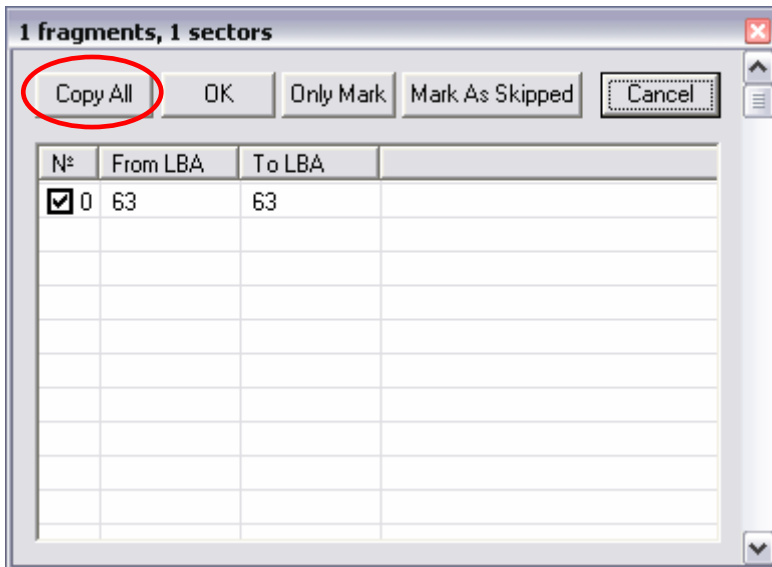 1 fragments, 1 sectors
Copy All OK Only Mark Mark As Skipped Cancel
Nº From LBA To LBA
0 63 63